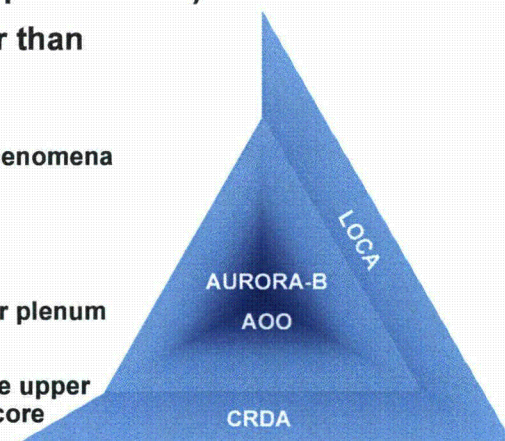 r than
enomena
LOCA
AURORA-B
r plenum
AOO
e upper
core
CRDA